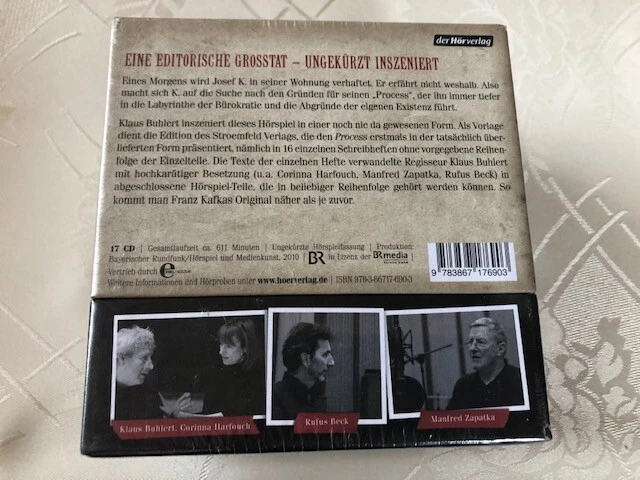 der Hörverlag
EINE EDITORISCHE GROSSTAT – UNGEKÜRZT INSZENIERT
Eines Morgens wird Josef K. in seiner Wohnung verhaftet. Er erfährt nicht weshalb. Also
macht sich K. auf die Suche nach den Gründen für seinen „Process", der ihn immer tiefer
in die Labyrinthe der Bürokratie und die Abgründe der eigenen Existenz führt.
Klaus Buhlert inszeniert dieses Hörspiel in einer noch nie da gewesenen Form. Als Vorlage
dient die Edition des Stroemfeld Verlags, die den Process erstmals in der tatsächlich über-
lieferten Form präsentiert, nämlich in 16 einzelnen Schreibheften ohne vorgegebene Reihen-
folge der Einzelteile. Die Texte der einzelnen Hefte verwandelte Regisseur Klaus Buhlert
mit hochkarätiger Besetzung (u. a. Corinna Harfouch, Manfred Zapatka, Rufus Beck) in
abgeschlossene Hörspiel-Teile, die in beliebiger Reihenfolge gehört werden können. So
kommt man Franz Kafkas Original näher als je zuvor.
17 CD | Gesamtlaufzeit ca. 611 Minuten | Ungekürzte Hörspielfassung | Produktion:
Bayerischer Rundfunk/Hörspiel und Medienkunst, 2010 | BR in Lizenz der BRmedia
Vertrieb durch
Weitere Informationen und Hörproben unter www.hoerverlag.de | ISBN 978-3-86717-690-3
9 783867 176903
Klaus Buhlert, Corinna Harfouch
Rufus Beck
Manfred Zapatka